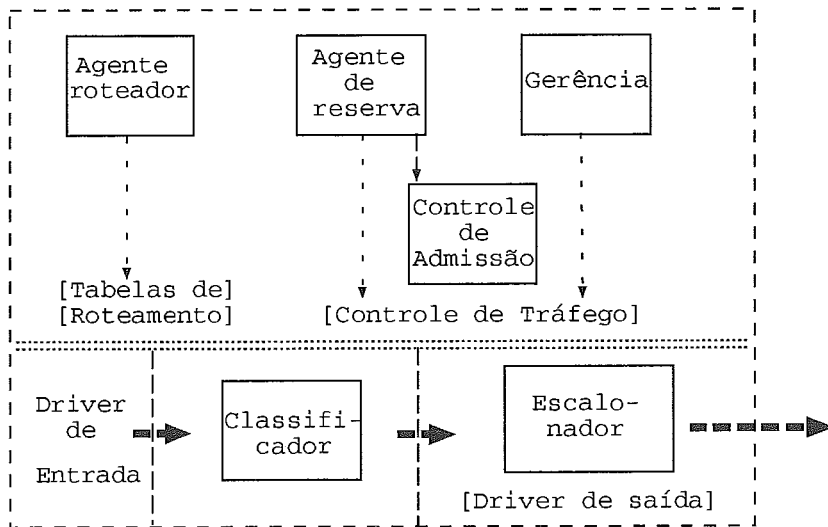 Agente
roteador
Agente
de
reserva
Gerência
Controle
de
Admissão
[Tabelas de]
[Roteamento]
[Controle de Tráfego]
Driver
de
Entrada
Classifi-
cador
Escalo-
nador
[Driver de saída]